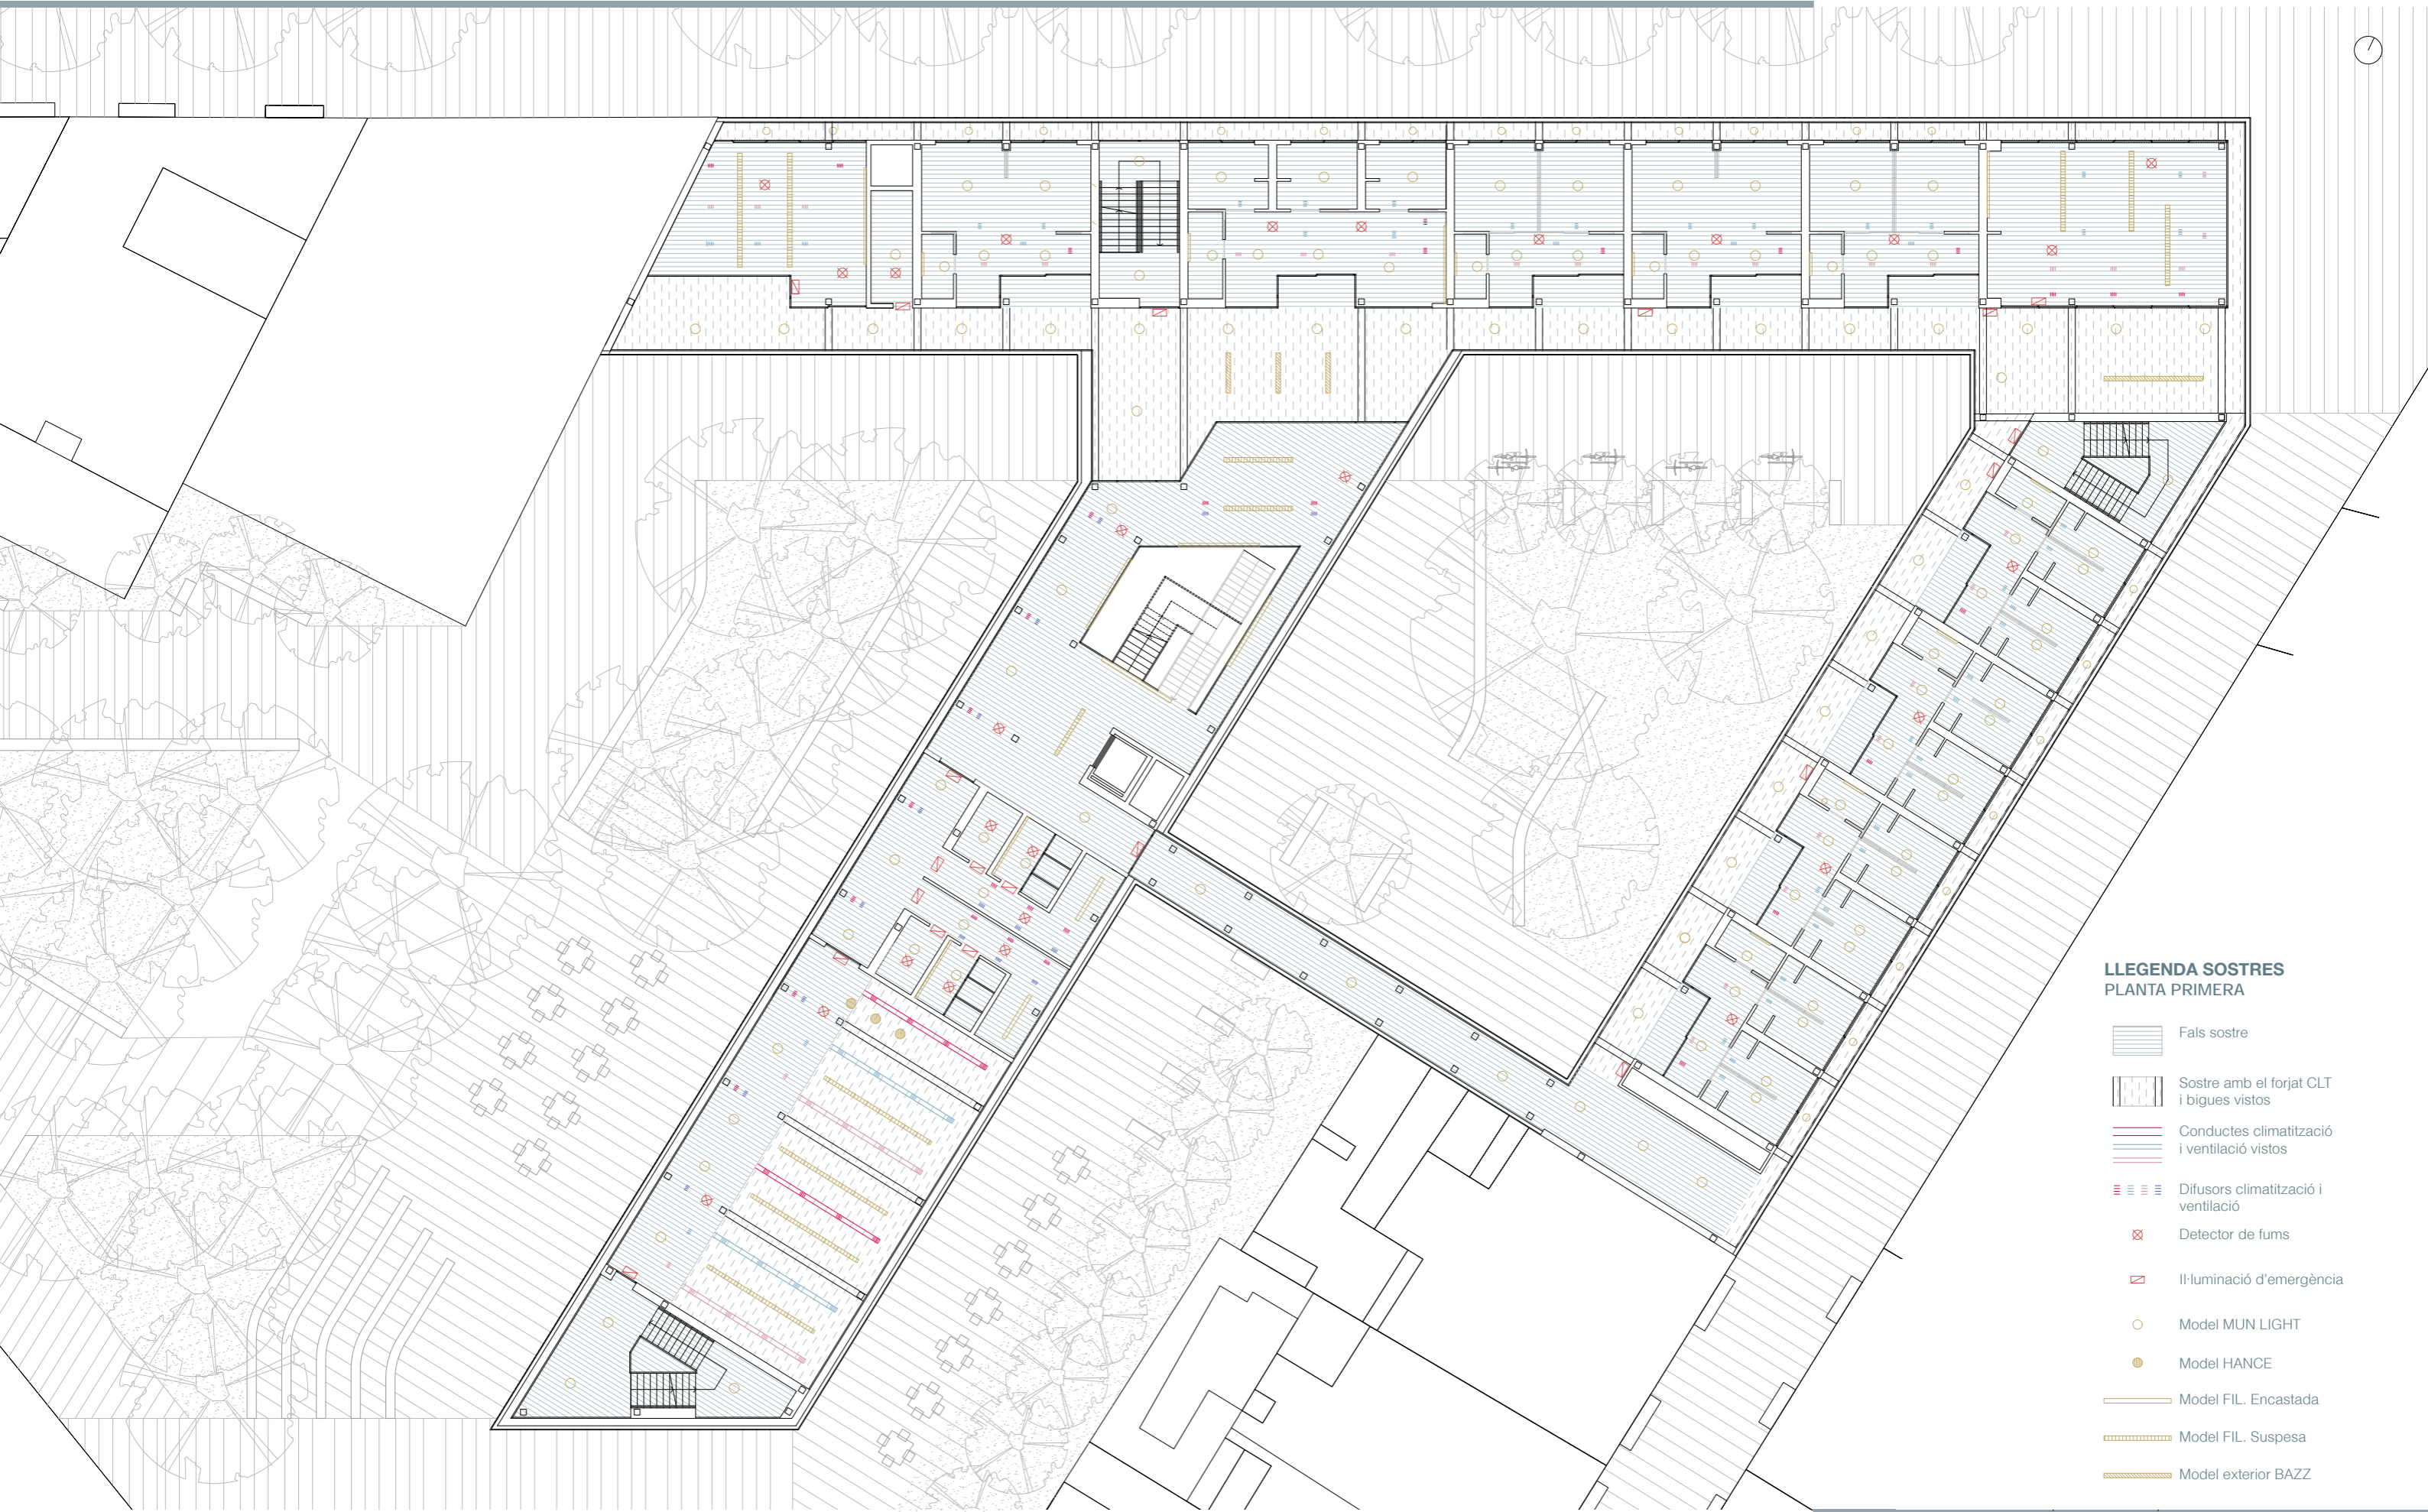 LLEGENDA SOSTRES
PLANTA PRIMERA
Fals sostre
Sostre amb el forjat CLT
i bigues vistos
Conductes climatització
i ventilació vistos
Difusors climatització i
ventilació
Detector de fums
Il·luminació d'emergència
Model MUN LIGHT
Model HANCE
Model FIL. Encastada
Model FIL. Suspesa
Model exterior BAZZ